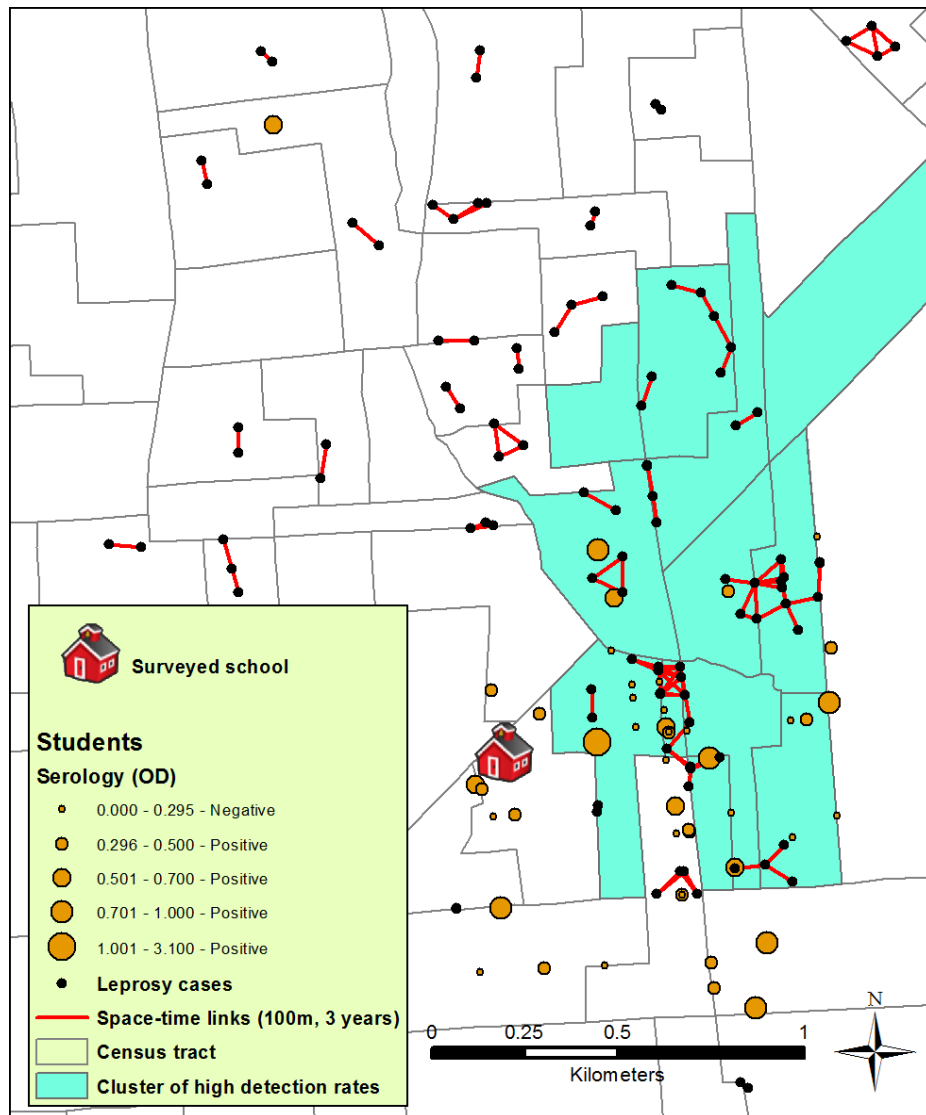 Surveyed school
Students
Serology (OD)
0.000 - 0.295 - Negative
0.296 - 0.500 - Positive
0.501 - 0.700 - Positive
0.701 - 1.000 - Positive
1.001 - 3.100 - Positive
Leprosy cases
Space-time links (100m, 3 years)
Census tract
Cluster of high detection rates
N
0 0.25 0.5 1
Kilometers